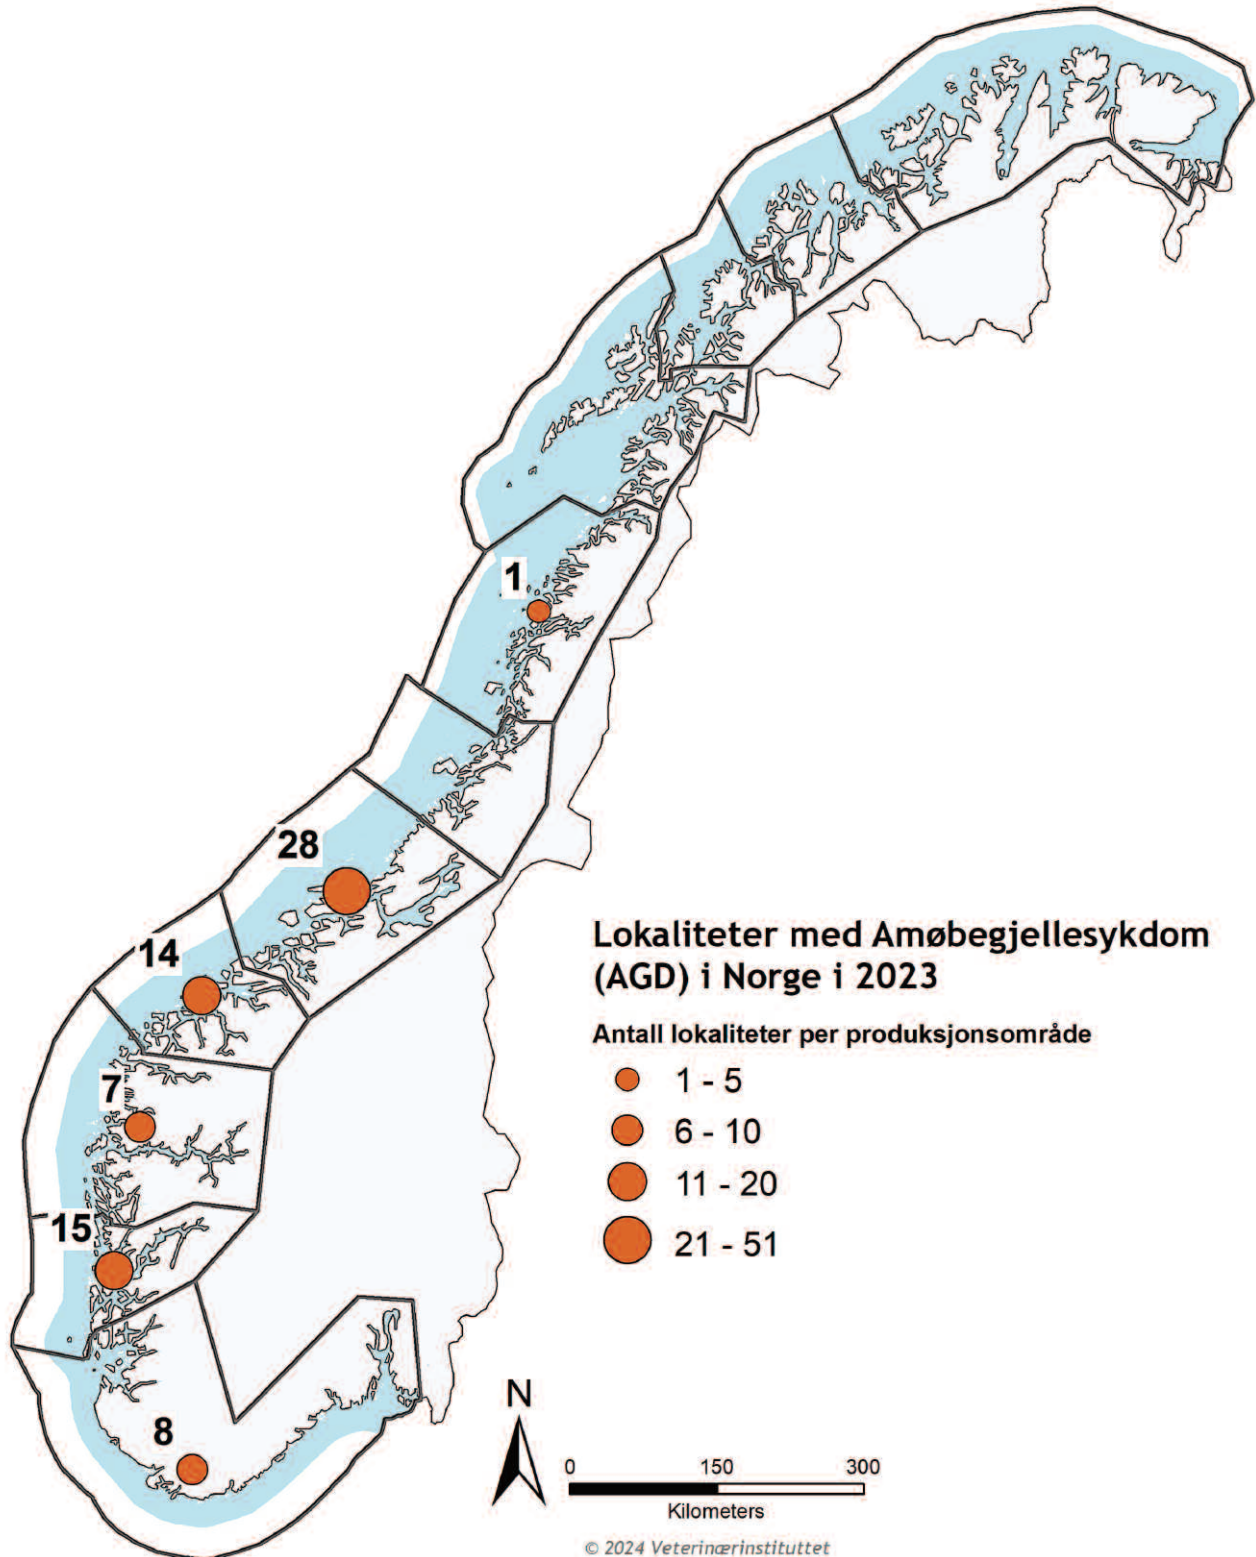 1
28
14
7
15
8
Lokaliteter med Amøbegjellesykdom
(AGD) i Norge i 2023
Antall lokaliteter per produksjonsområde
1 - 5
6 - 10
11 - 20
21 - 51
N
0 150 300
Kilometers
© 2024 Veterinærinstituttet